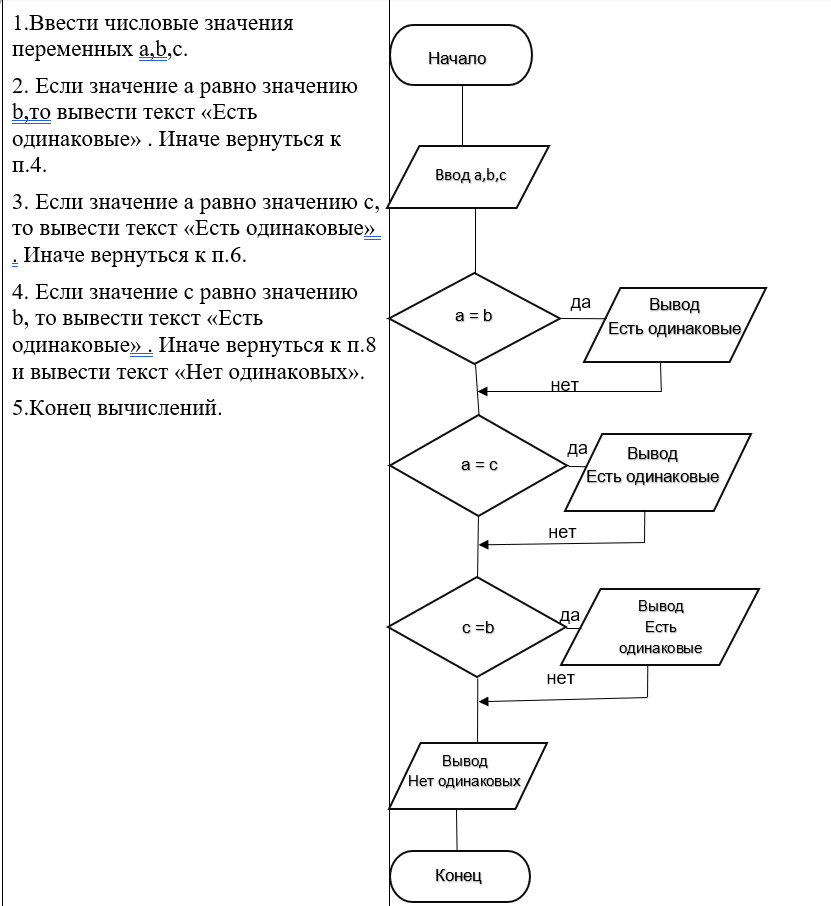 1.Ввести числовые значения
переменных a,b,c.
2. Если значение а равно значению
b,то вывести текст «Есть
одинаковые» . Иначе вернуться к
п.4.
3. Если значение а равно значению с,
то вывести текст «Есть одинаковые»
. Иначе вернуться к п.6.
4. Если значение с равно значению
b, то вывести текст «Есть
одинаковые» . Иначе вернуться к п.8
и вывести текст «Нет одинаковых».
5.Конец вычислений.
Начало
Ввод a,b,c
a = b
да
Вывод
Есть одинаковые
нет
a = c
да
Вывод
Есть одинаковые
нет
c =b
да
Вывод
Есть
одинаковые
нет
Вывод
Нет одинаковых
Конец